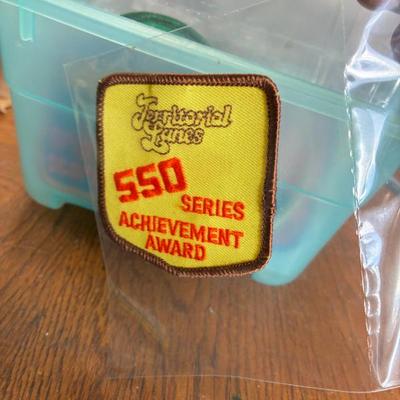 Territorial
Lanes
550
SERIES
ACHIEVEMENT
AWARD